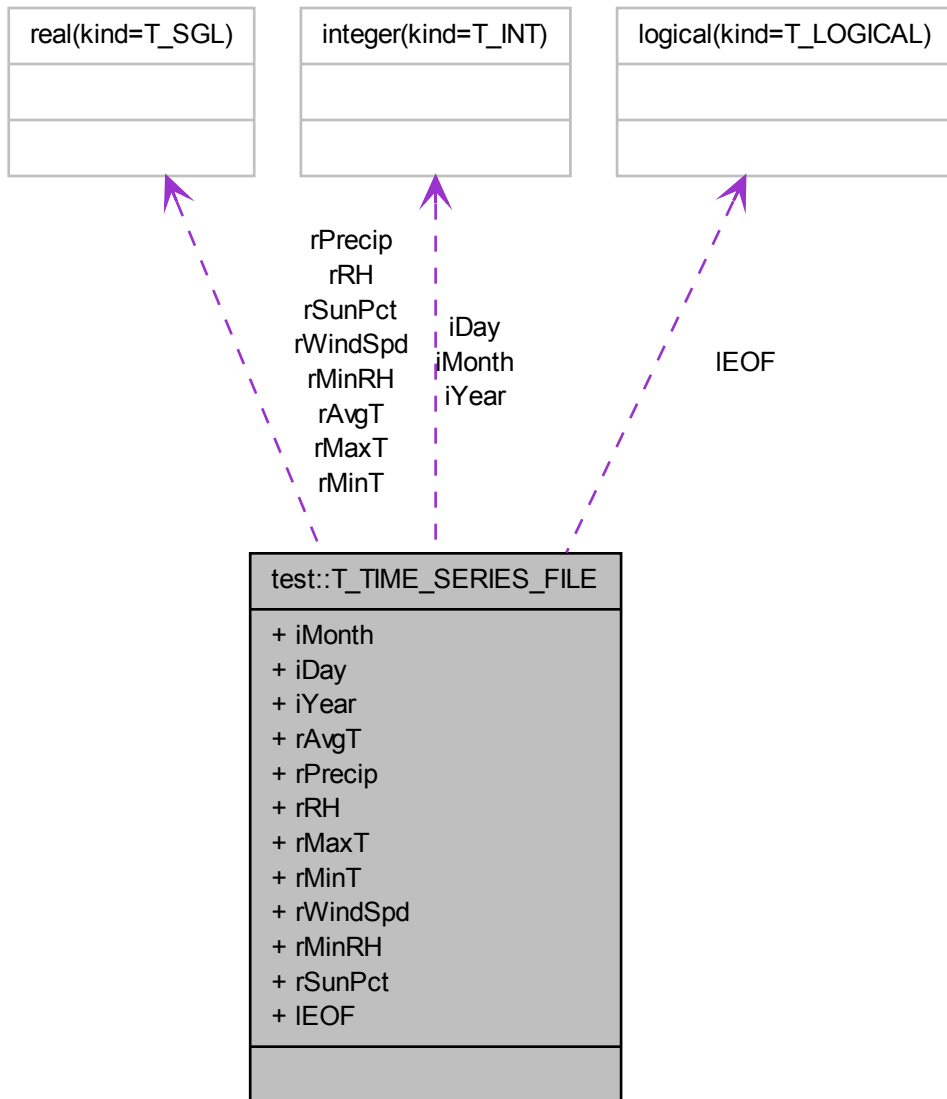 real(kind=T_SGL)
integer(kind=T_INT)
logical(kind=T_LOGICAL)
rPrecip
rRH
rSunPct
rWindSpd
rMinRH
rAvgT
rMaxT
rMinT
iDay
iMonth
iYear
lEOF
test::T_TIME_SERIES_FILE
+ iMonth
+ iDay
+ iYear
+ rAvgT
+ rPrecip
+ rRH
+ rMaxT
+ rMinT
+ rWindSpd
+ rMinRH
+ rSunPct
+ lEOF